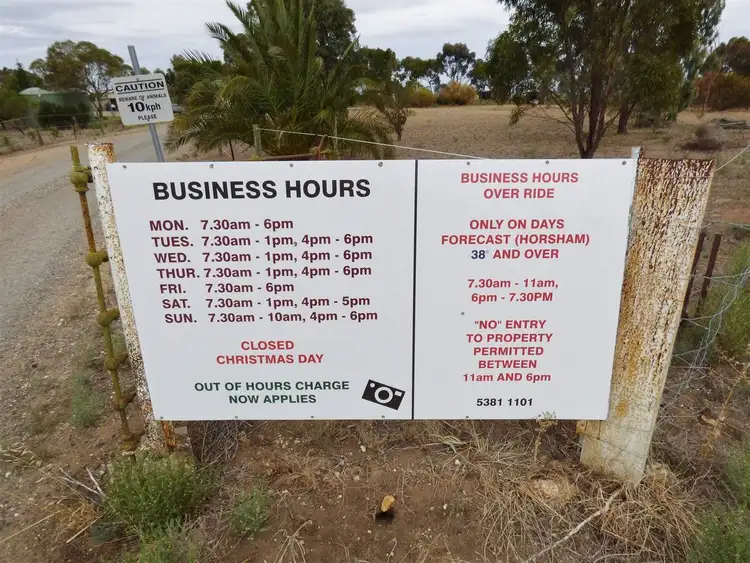 CAUTION
BEWARE OF ANIMALS
10kph
PLEASE
BUSINESS HOURS
MON. 7.30am - 6pm
TUES. 7.30am - 1pm, 4pm - 6pm
WED. 7.30am - 1pm, 4pm - 6pm
THUR. 7.30am - 1pm, 4pm - 6pm
FRI. 7.30am - 6pm
SAT. 7.30am - 1pm, 4pm - 5pm
SUN. 7.30am - 10am, 4pm - 6pm
CLOSED
CHRISTMAS DAY
OUT OF HOURS CHARGE
NOW APPLIES
BUSINESS HOURS
OVER RIDE
ONLY ON DAYS
FORECAST (HORSHAM)
38° AND OVER
7.30am - 11am,
6pm - 7.30PM
"NO" ENTRY
TO PROPERTY
PERMITTED
BETWEEN
11am AND 6pm
5381 1101